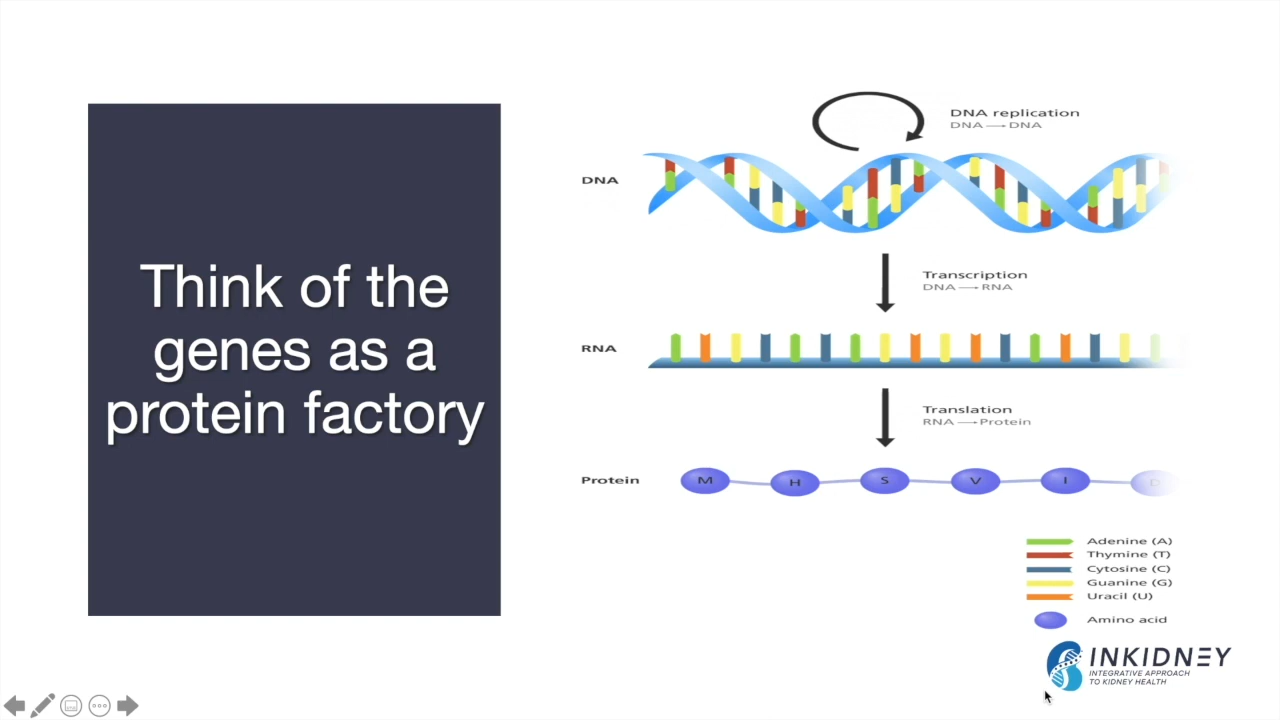 Think of the
genes as a
protein factory
DNA replication
DNA → DNA
DNA
Transcription
DNA → RNA
RNA
Translation
RNA → Protein
Protein
M H S V I D
Adenine (A)
Thymine (T)
Cytosine (C)
Guanine (G)
Uracil (U)
Amino acid
INKIDNEY
INTEGRATIVE APPROACH
TO KIDNEY HEALTH